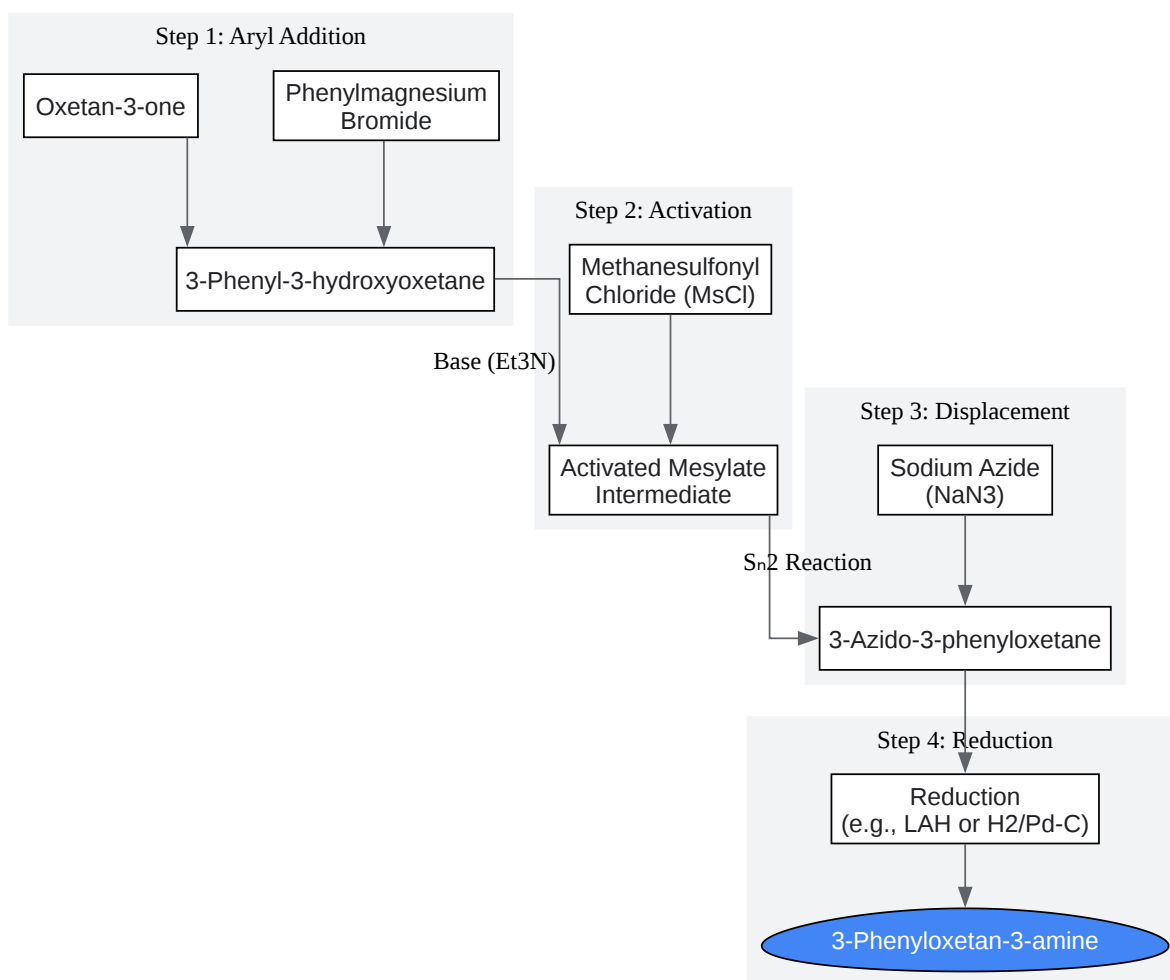 Step 1: Aryl Addition
Oxetan-3-one
Phenylmagnesium
Bromide
3-Phenyl-3-hydroxyoxetane
Step 2: Activation
Methanesulfonyl
Chloride (MsCl)
Base (Et3N)
Activated Mesylate
Intermediate
Step 3: Displacement
Sodium Azide
(NaN3)
Sₙ2 Reaction
3-Azido-3-phenyloxetane
Step 4: Reduction
Reduction
(e.g., LAH or H2/Pd-C)
3-Phenyloxetan-3-amine